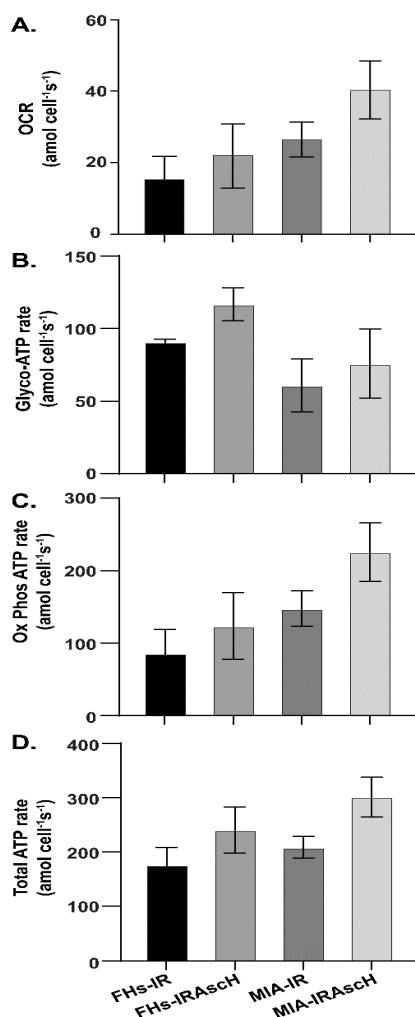 A.
OCR
(amol cell⁻¹s⁻¹)
60
40
20
0
B.
Glyco-ATP rate
(amol cell⁻¹s⁻¹)
150
100
50
0
C.
Ox Phos ATP rate
(amol cell⁻¹s⁻¹)
300
200
100
0
D.
Total ATP rate
(amol cell⁻¹s⁻¹)
400
300
200
100
0
FHs-IR
FHs-IRAscH
MIA-IR
MIA-IRAscH